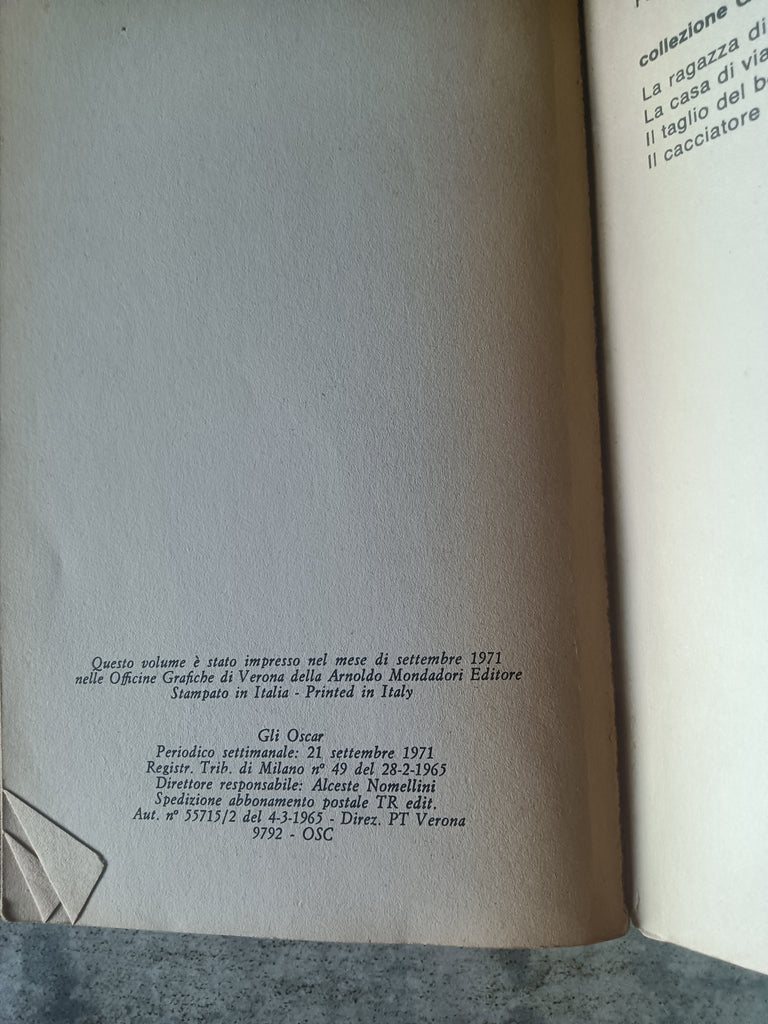 Questo volume è stato impresso nel mese di settembre 1971
nelle Officine Grafiche di Verona della Arnoldo Mondadori Editore
Stampato in Italia - Printed in Italy
Gli Oscar
Periodico settimanale: 21 settembre 1971
Registr. Trib. di Milano n° 49 del 28-2-1965
Direttore responsabile: Alceste Nomellini
Spedizione abbonamento postale TR edit.
Aut. n° 55715/2 del 4-3-1965 - Direz. PT Verona
9792 - OSC
collezione
La ragazza di
La casa di
Il taglio del
Il cacciatore